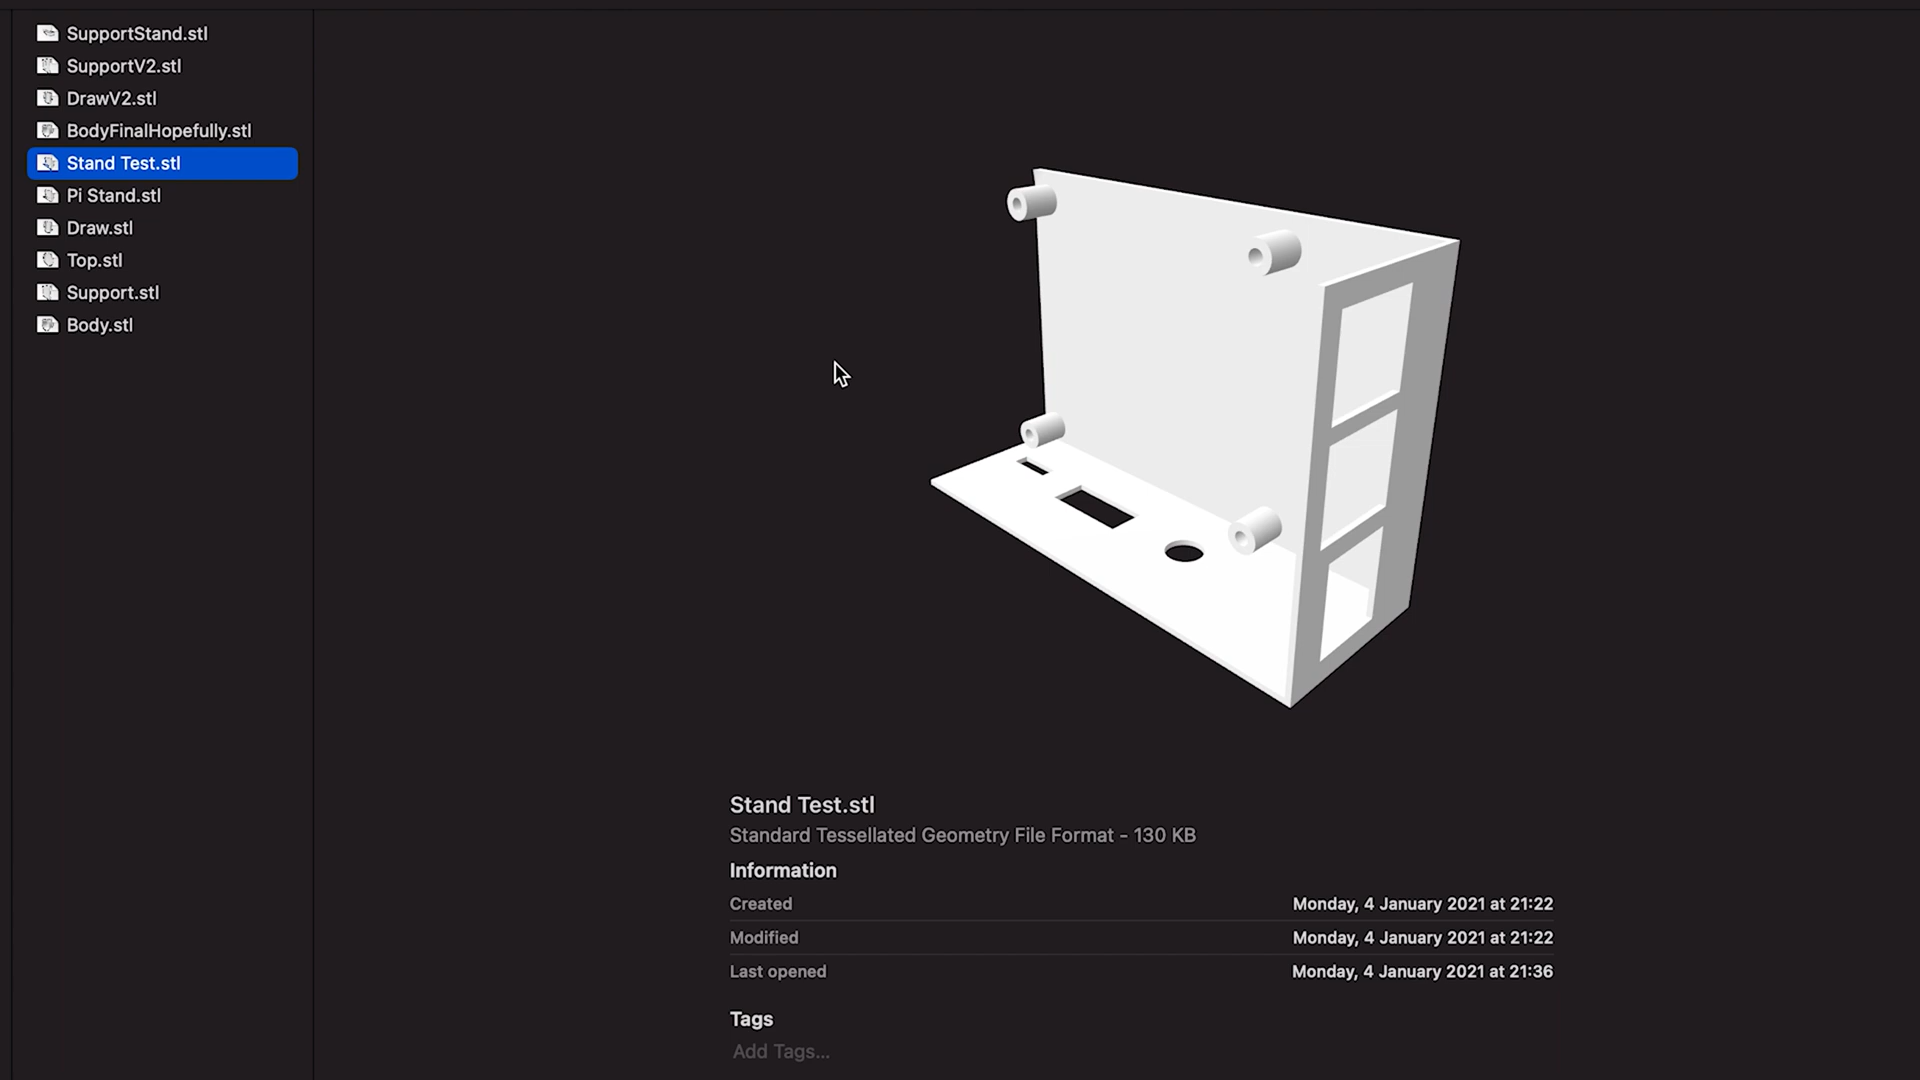 SupportStand.stl
SupportV2.stl
DrawV2.stl
BodyFinalHopefully.stl
Stand Test.stl
Pi Stand.stl
Draw.stl
Top.stl
Support.stl
Body.stl
Stand Test.stl
Standard Tessellated Geometry File Format - 130 KB
Information
Created Monday, 4 January 2021 at 21:22
Modified Monday, 4 January 2021 at 21:22
Last opened Monday, 4 January 2021 at 21:36
Tags
Add Tags...